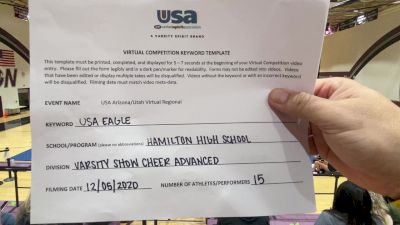 usa
A VARSITY SPIRIT BRAND
VIRTUAL COMPETITION KEYWORD TEMPLATE
This template must be printed, completed, and displayed for 5 - 7 seconds at the beginning of your Virtual Competition video
entry. Please fill out the form legibly and in a dark pen/marker for readability. Forms may not be edited into videos. Videos
that have been edited or display multiple takes will be disqualified. Videos without the keyword or with an incorrect keyword
will be disqualified. Filming data must match video meta-data.
EVENT NAME USA Arizona/Utah Virtual Regional
KEYWORD USA EAGLE
SCHOOL/PROGRAM (please no abbreviations) HAMILTON HIGH SCHOOL
DIVISION VARSITY SHOW CHEER ADVANCED
FILMING DATE 12/05/2020 NUMBER OF ATHLETES/PERFORMERS 15